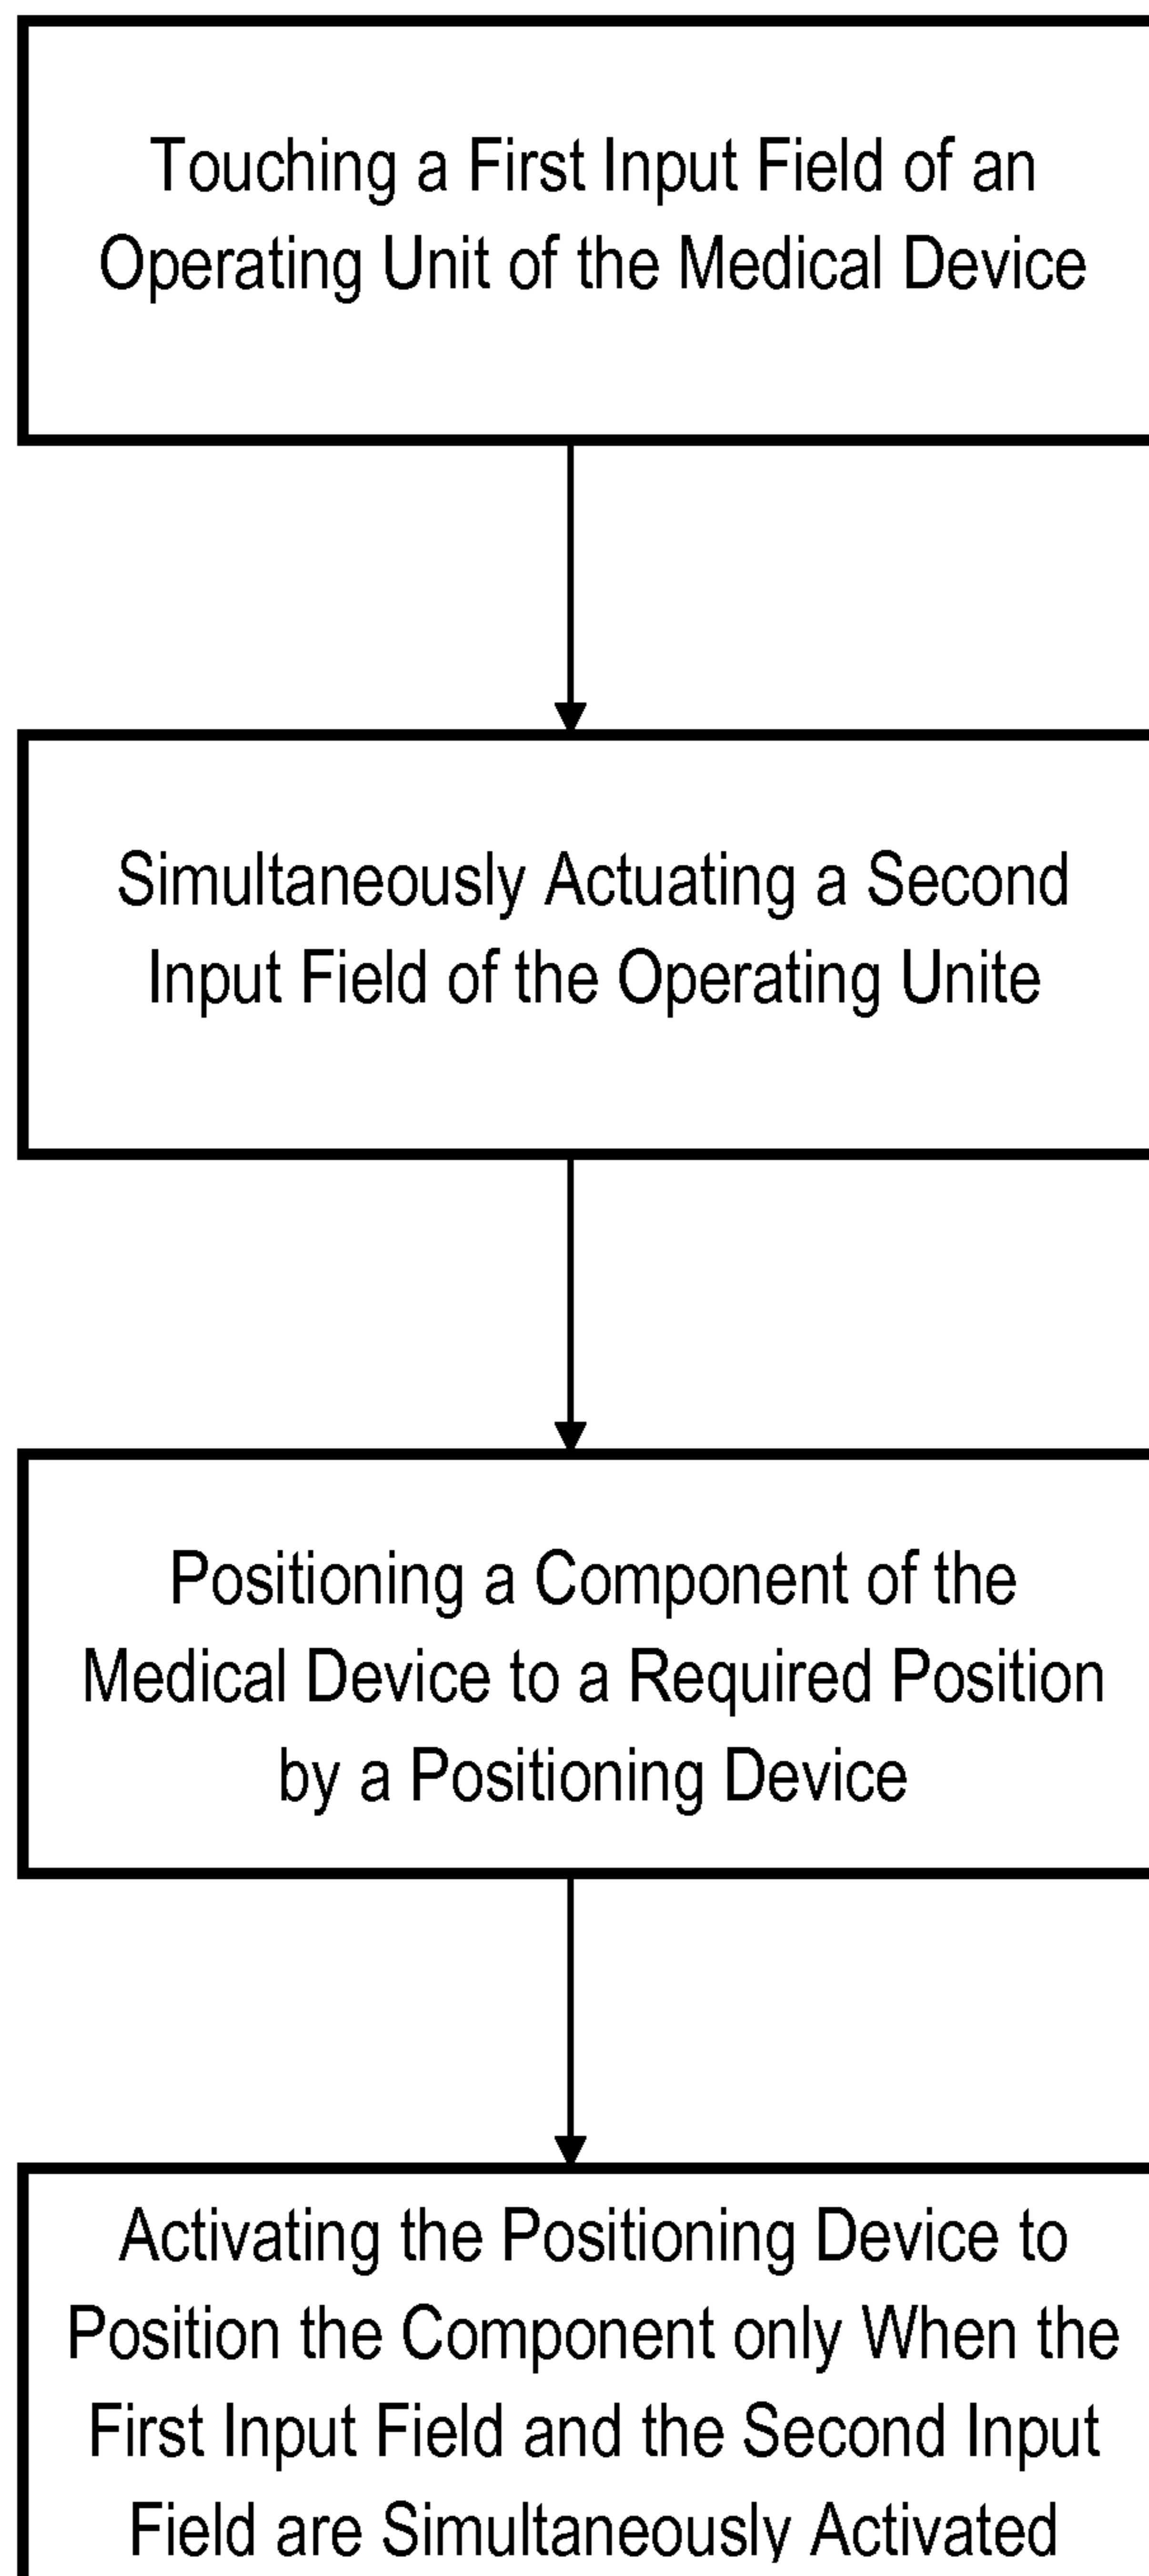 Touching a First Input Field of an
Operating Unit of the Medical Device
Simultaneously Actuating a Second
Input Field of the Operating Unite
Positioning a Component of the
Medical Device to a Required Position
by a Positioning Device
Activating the Positioning Device to
Position the Component only When the
First Input Field and the Second Input
Field are Simultaneously Activated